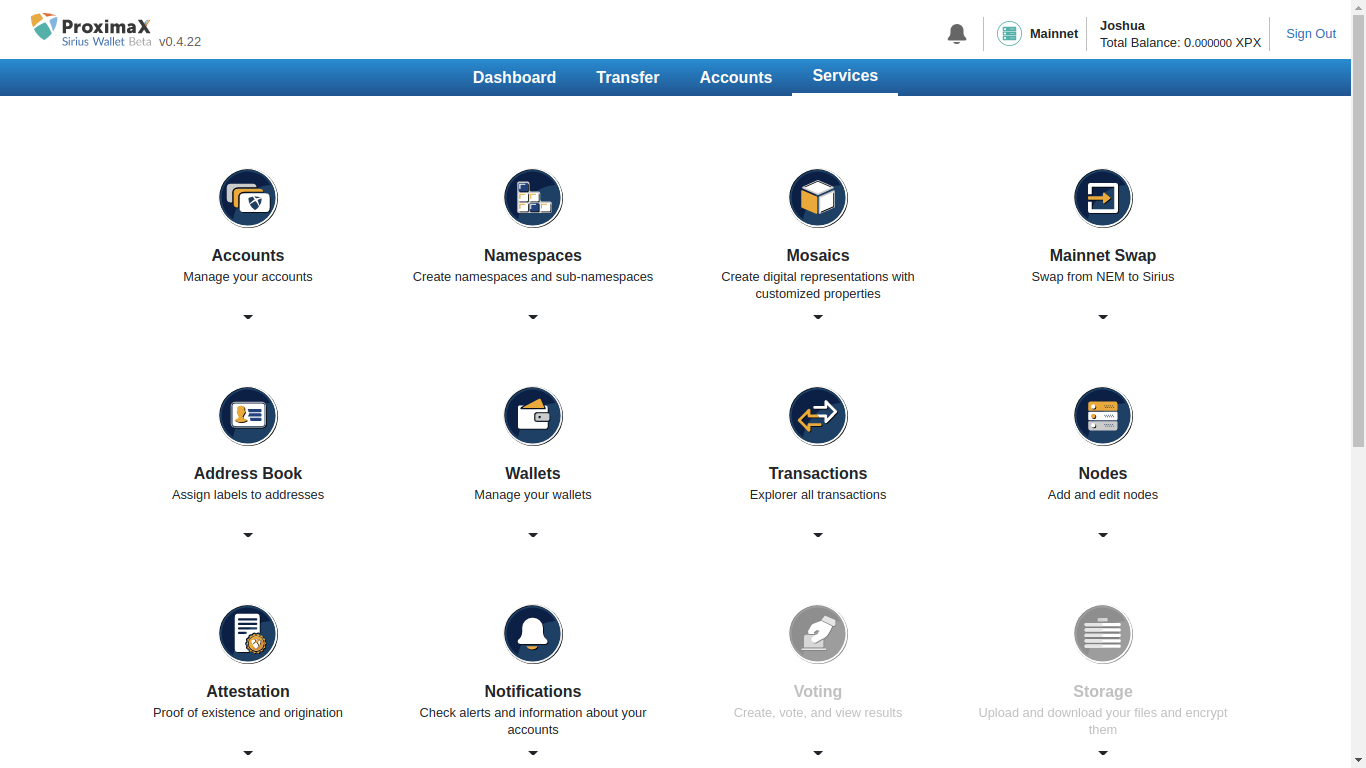 ProximaX
Sirius Wallet Beta v0.4.22
Mainnet
Joshua
Total Balance: 0.000000 XPX
Sign Out
Dashboard Transfer Accounts Services
Accounts
Manage your accounts
Namespaces
Create namespaces and sub-namespaces
Mosaics
Create digital representations with
customized properties
Mainnet Swap
Swap from NEM to Sirius
Address Book
Assign labels to addresses
Wallets
Manage your wallets
Transactions
Explorer all transactions
Nodes
Add and edit nodes
Attestation
Proof of existence and origination
Notifications
Check alerts and information about your
accounts
Voting
Create, vote, and view results
Storage
Upload and download your files and encrypt
them